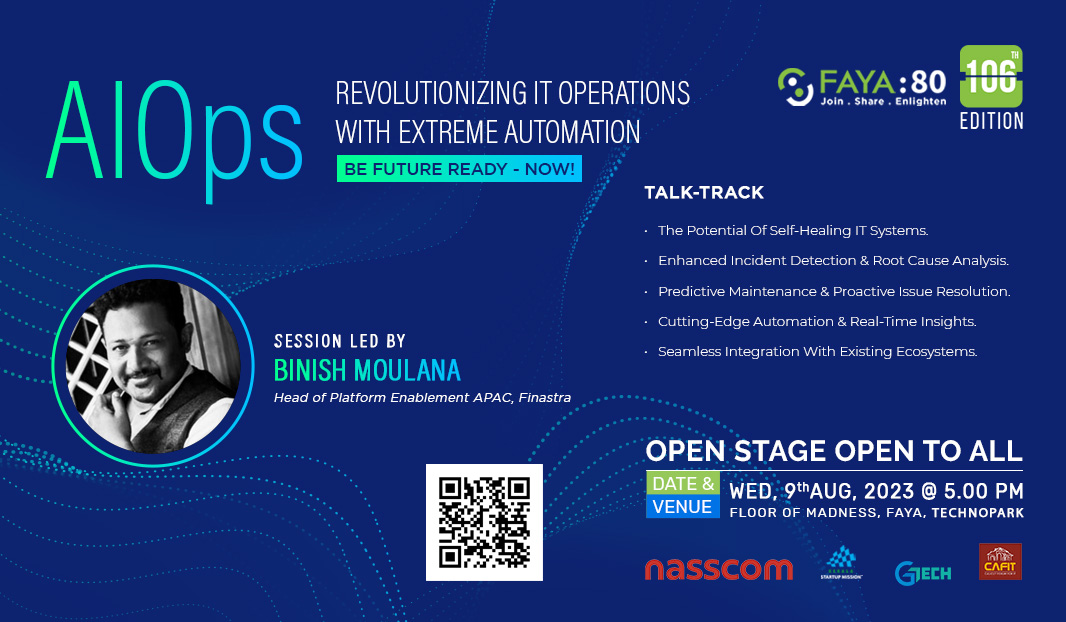 AIOps
REVOLUTIONIZING IT OPERATIONS
WITH EXTREME AUTOMATION
BE FUTURE READY - NOW!
FAYA:80
Join . Share . Enlighten
106TH
EDITION
TALK-TRACK
• The Potential Of Self-Healing IT Systems.
• Enhanced Incident Detection & Root Cause Analysis.
• Predictive Maintenance & Proactive Issue Resolution.
• Cutting-Edge Automation & Real-Time Insights.
• Seamless Integration With Existing Ecosystems.
SESSION LED BY
BINISH MOULANA
Head of Platform Enablement APAC, Finastra
OPEN STAGE OPEN TO ALL
DATE &
VENUE
WED, 9thAUG, 2023 @ 5.00 PM
FLOOR OF MADNESS, FAYA, TECHNOPARK
nasscom
KERALA
STARTUP MISSION
GTECH
CAFIT